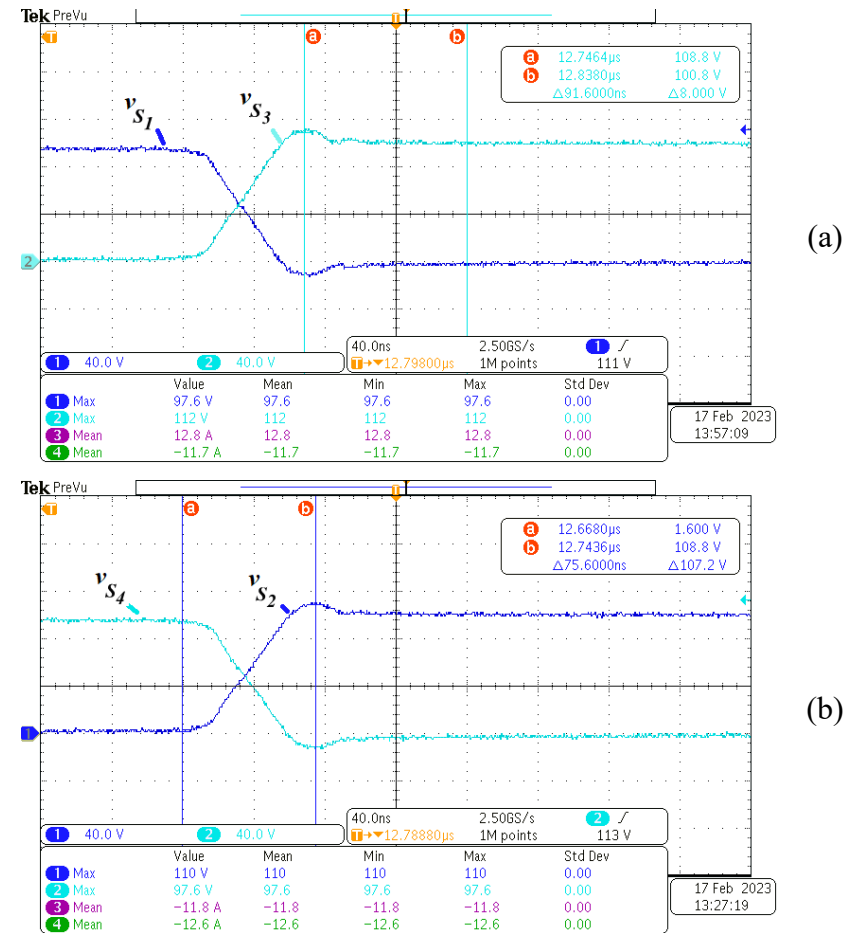 Tek PreVu
T
T
a
b
a 12.7464µs 108.8 V
b 12.8380µs 100.8 V
△91.6000ns △8.000 V
vS1
vS3
(a)
2
1 40.0 V 2 40.0 V
40.0ns 2.50GS/s 1 ∫
T→▼12.79800µs 1M points 111 V
Value Mean Min Max Std Dev
1 Max 97.6 V 97.6 97.6 97.6 0.00
2 Max 112 V 112 112 112 0.00
3 Mean 12.8 A 12.8 12.8 12.8 0.00
4 Mean −11.7 A −11.7 −11.7 −11.7 0.00
17 Feb 2023
13:57:09
Tek PreVu
T
T
a
b
a 12.6680µs 1.600 V
b 12.7436µs 108.8 V
△75.6000ns △107.2 V
vS4
vS2
(b)
1
1 40.0 V 2 40.0 V
40.0ns 2.50GS/s 2 ∫
T→▼12.78880µs 1M points 113 V
Value Mean Min Max Std Dev
1 Max 110 V 110 110 110 0.00
2 Max 97.6 V 97.6 97.6 97.6 0.00
3 Mean −11.8 A −11.8 −11.8 −11.8 0.00
4 Mean −12.6 A −12.6 −12.6 −12.6 0.00
17 Feb 2023
13:27:19